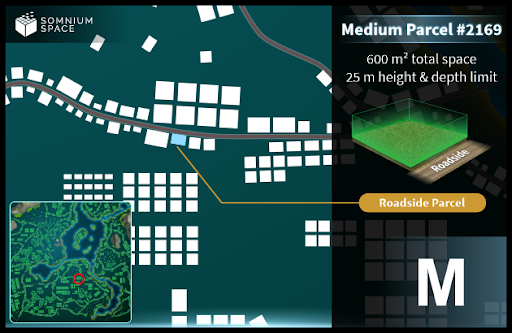 SOMNIUM
SPACE
Medium Parcel #2169
600 m² total space
25 m height & depth limit
Roadside
Roadside Parcel
M